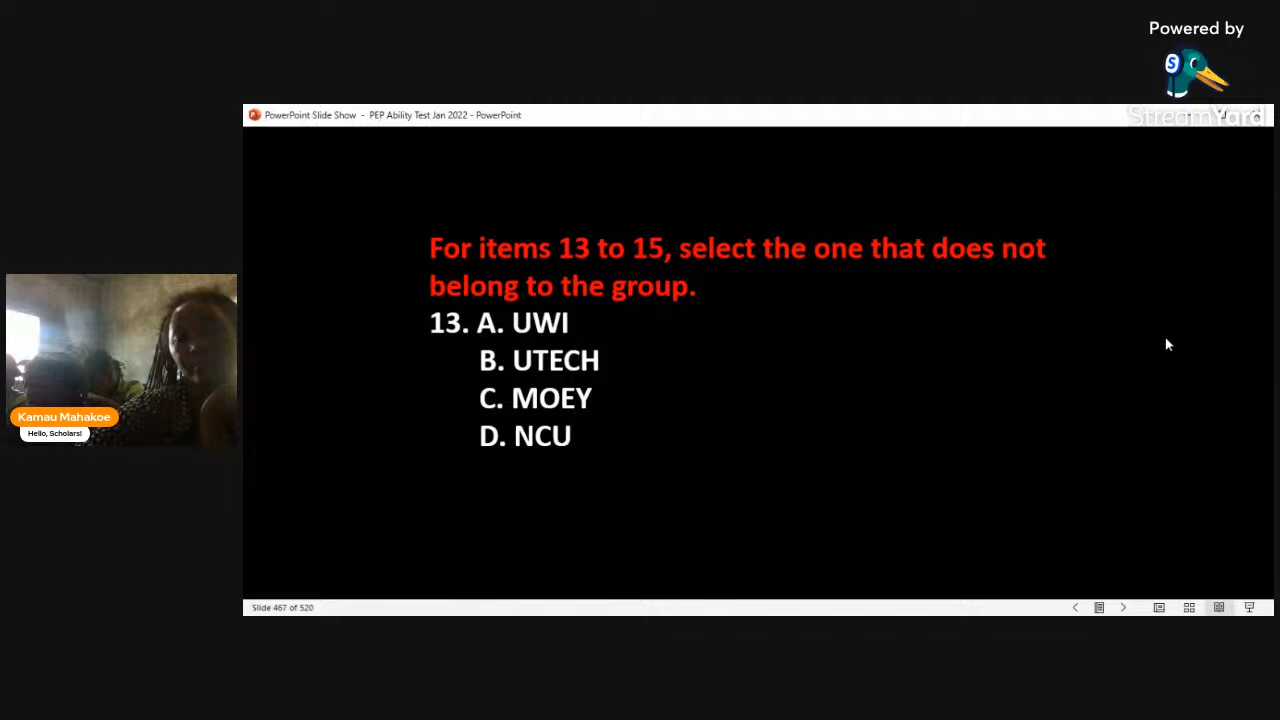 Powered by
S
StreamYard
PowerPoint Slide Show - PEP Ability Test Jan 2022 - PowerPoint
For items 13 to 15, select the one that does not
belong to the group.
13. A. UWI
B. UTECH
C. MOEY
D. NCU
Kamau Mahakoe
Hello, Scholars!
Slide 467 of 520